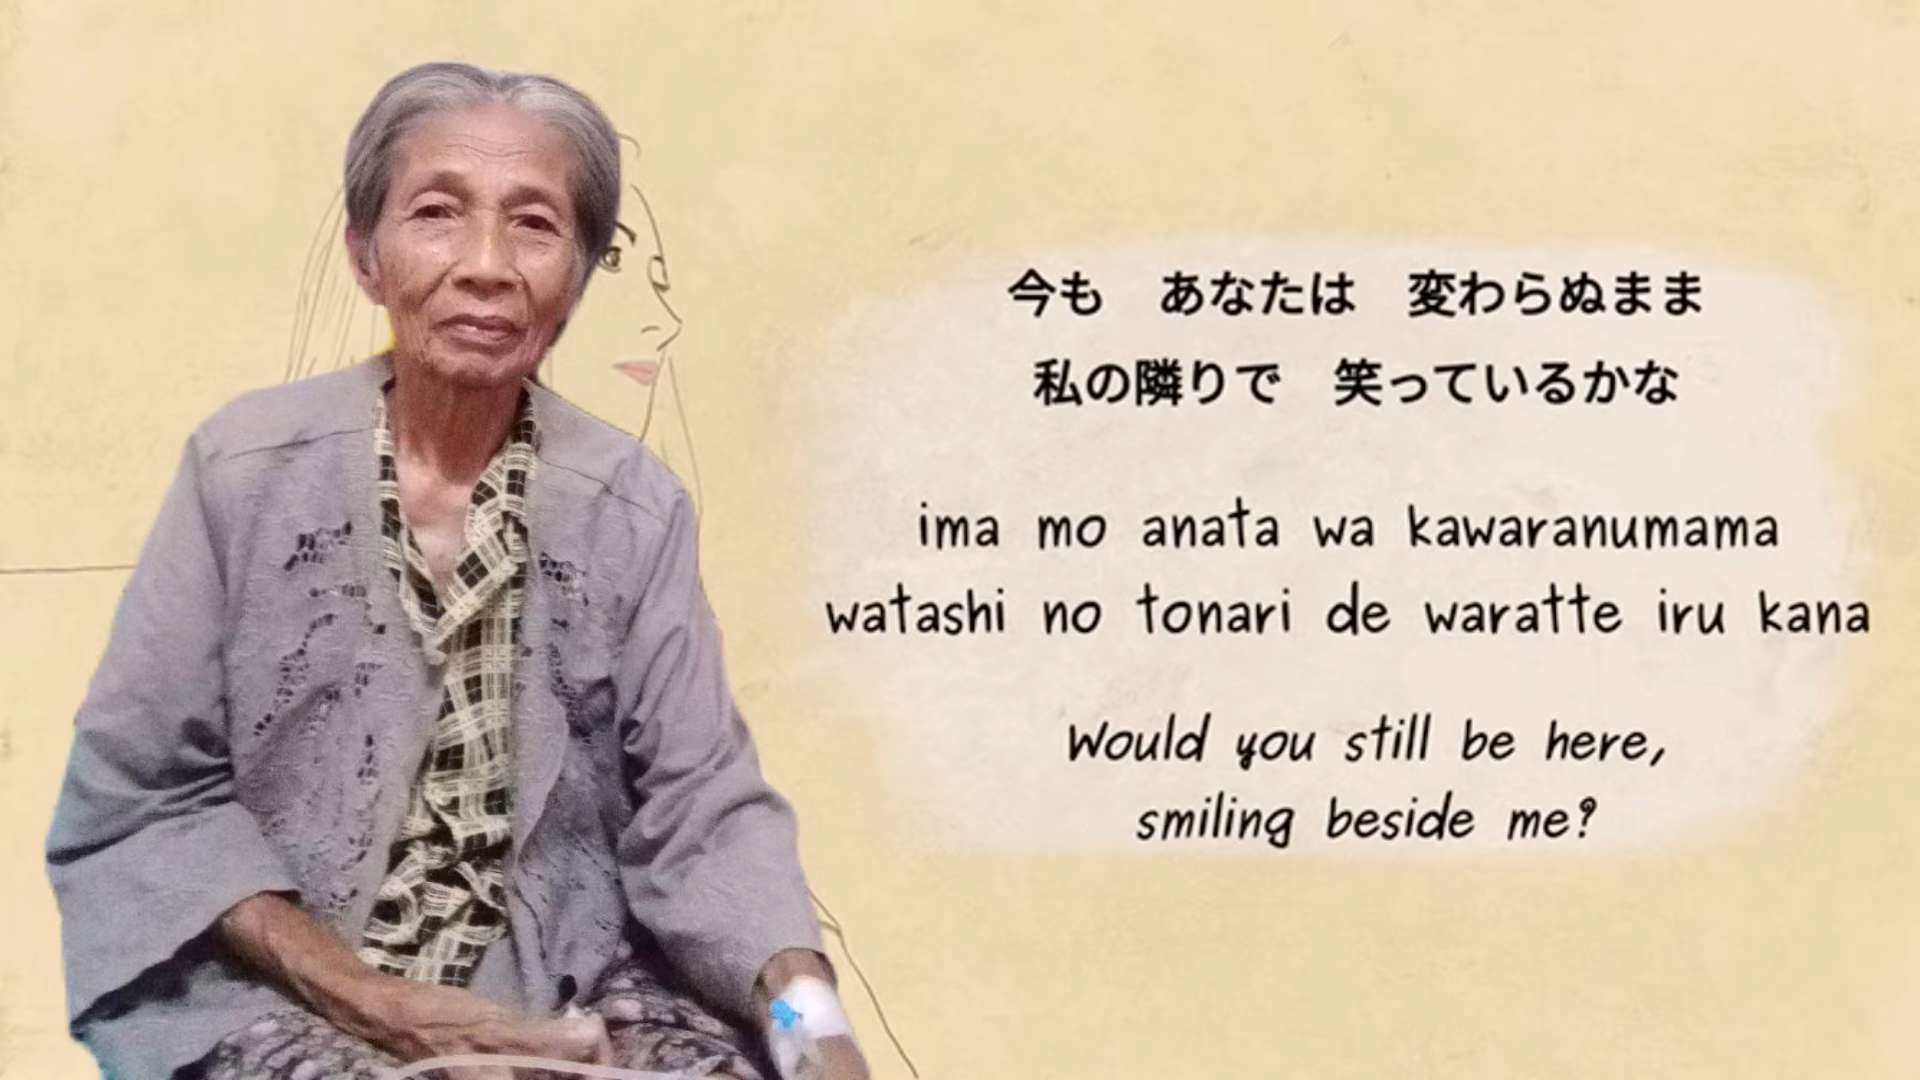 今も　あなたは　変わらぬまま
私の隣りで　笑っているかな
ima mo anata wa kawaranumama
watashi no tonari de waratte iru kana
Would you still be here,
smiling beside me?